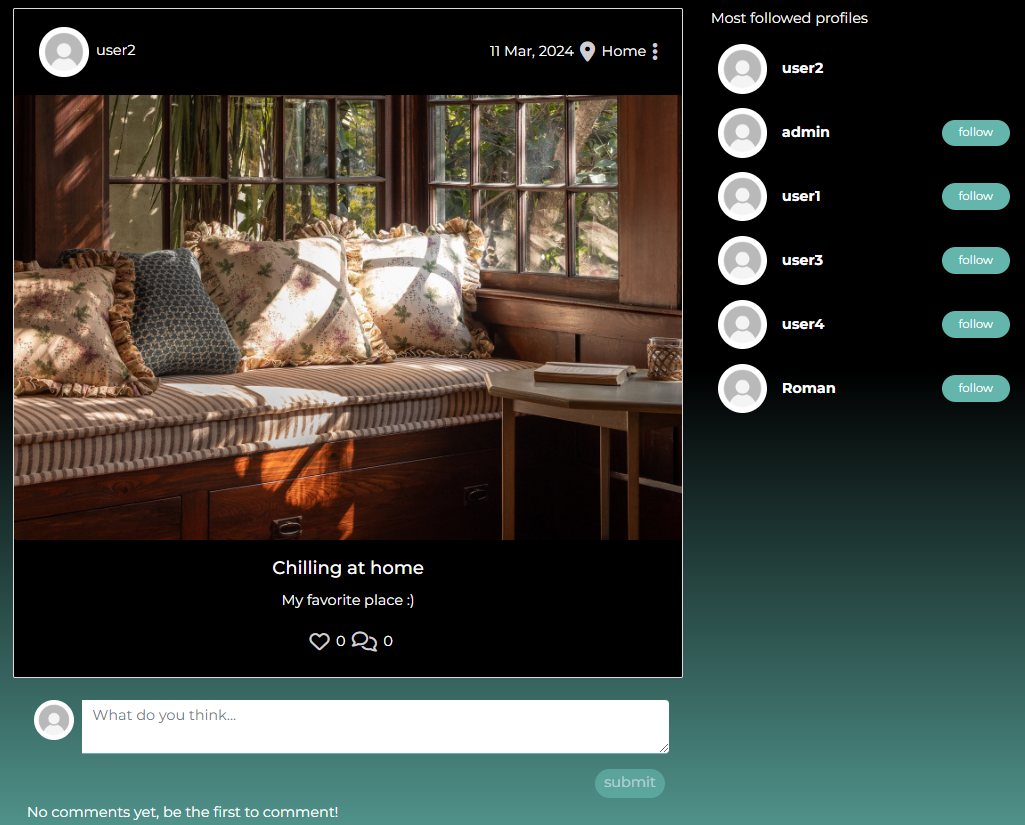 user2
11 Mar, 2024 Home
Chilling at home
My favorite place :)
0 0
What do you think...
submit
No comments yet, be the first to comment!
Most followed profiles
user2
admin follow
user1 follow
user3 follow
user4 follow
Roman follow